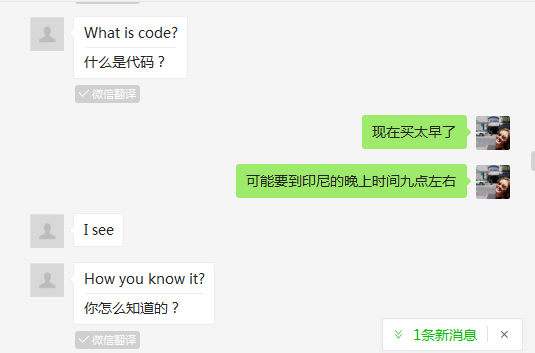 What is code?
什么是代码？
微信翻译
现在买太早了
可能要到印尼的晚上时间九点左右
I see
How you know it?
你怎么知道的？
微信翻译
1条新消息